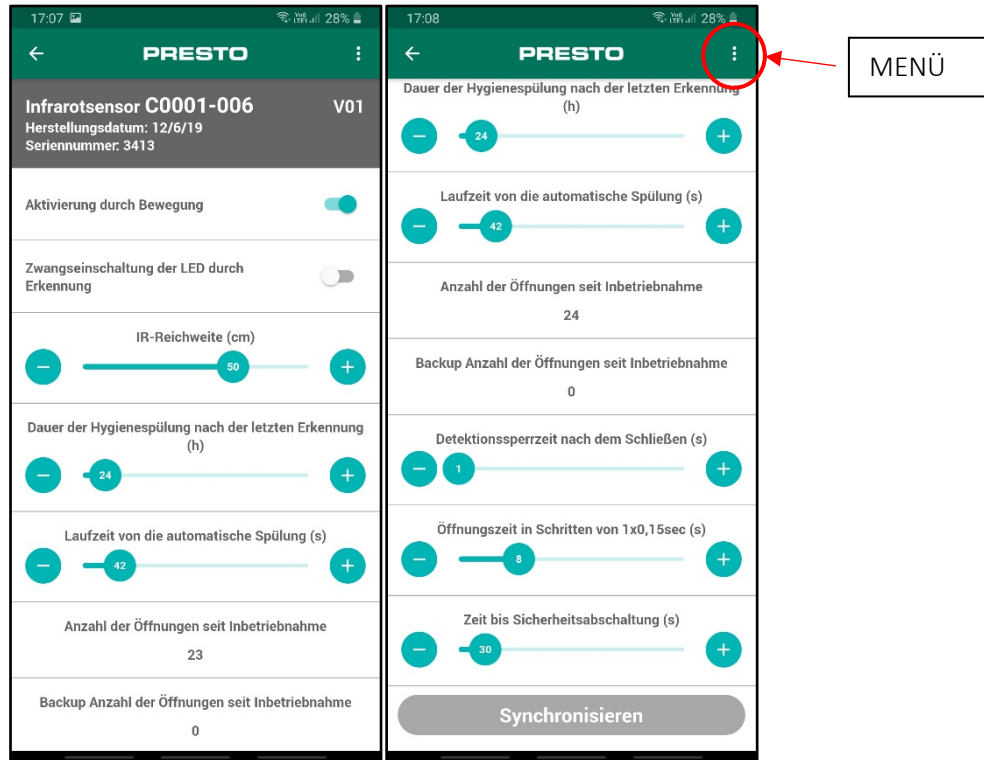 17:07
28%
PRESTO
Infrarotsensor C0001-006 V01
Herstellungsdatum: 12/6/19
Seriennummer: 3413
Aktivierung durch Bewegung
Zwangseinschaltung der LED durch
Erkennung
IR-Reichweite (cm)
50
Dauer der Hygienespülung nach der letzten Erkennung
(h)
24
Laufzeit von die automatische Spülung (s)
42
Anzahl der Öffnungen seit Inbetriebnahme
23
Backup Anzahl der Öffnungen seit Inbetriebnahme
0
17:08
28%
PRESTO
Dauer der Hygienespülung nach der letzten Erkennung
(h)
24
Laufzeit von die automatische Spülung (s)
42
Anzahl der Öffnungen seit Inbetriebnahme
24
Backup Anzahl der Öffnungen seit Inbetriebnahme
0
Detektionssperrzeit nach dem Schließen (s)
1
Öffnungszeit in Schritten von 1x0,15sec (s)
8
Zeit bis Sicherheitsabschaltung (s)
30
Synchronisieren
MENÜ